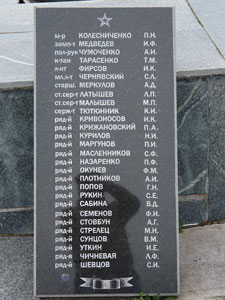 м-р КОЛЕСНИЧЕНКО П.Н.
замп-т МЕДВЕДЕВ И.Ф.
пол-рук ЧУМОЧЕНКО А.И.
к-тан ТАРАСЕНКО Т.М.
л-нт ФИРСОВ И.К.
мл.л-т ЧЕРНЯВСКИЙ С.Л.
старш. МЕРКУЛОВ А.Д.
ст.сер-т ЛАТЫШЕВ Л.П.
ст.сер-т МАЛЫШЕВ М.П.
серж-т ТЮТЮННИК К.И.
ряд-й КРИВОНОСОВ И.К.
ряд-й КРИЖАНОВСКИЙ П.А.
ряд-й КУРИЛОВ Н.И.
ряд-й МАРГУНОВ П.И.
ряд-й МАСЛЕННИКОВ С.Ф.
ряд-й НАЗАРЕНКО П.Ф.
ряд-й ОКУНЕВ Ф.М.
ряд-й ПЛОТНИКОВ А.И.
ряд-й ПОПОВ Г.Н.
ряд-й РУКИН С.Е.
ряд-й САБИНА В.Д.
ряд-й СЕМЕНОВ Ф.И.
ряд-й СТОВБУН А.Г.
ряд-й СТРЕЛЕЦ М.Н.
ряд-й СУНЦОВ В.М.
ряд-й УТКИН И.Е.
ряд-й ЧИЧНЕВАЯ Л.Ф.
ряд-й ШЕВЦОВ С.И.